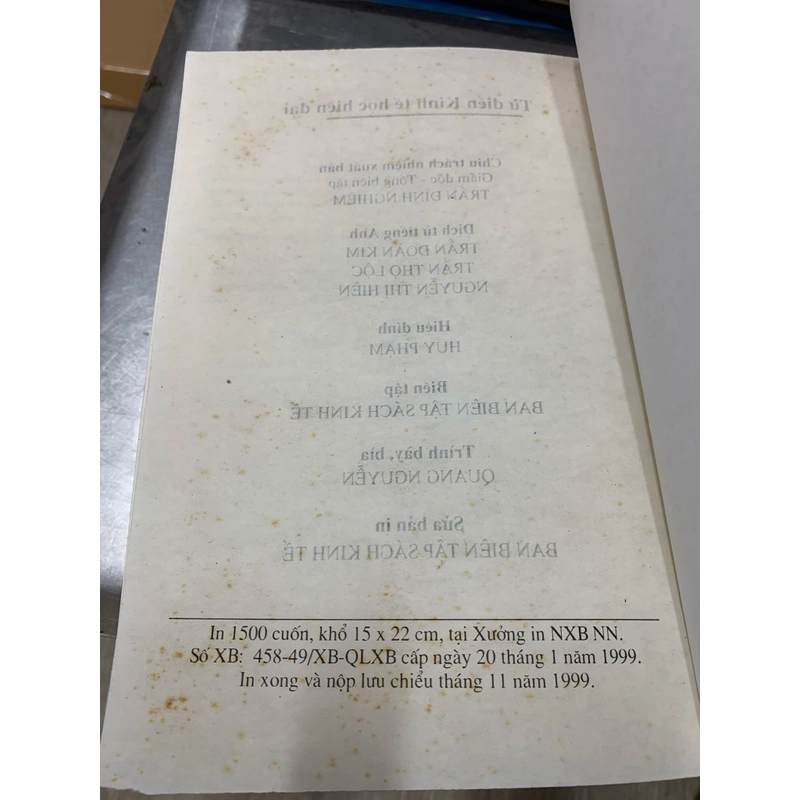 Từ điển Kinh tế học hiện đại
Chịu trách nhiệm xuất bản
Giám đốc - Tổng biên tập
TRẦN ĐÌNH NGHIÊM
Dịch từ tiếng Anh
TRẦN ĐOÀN KIM
TRẦN THỌ LỘC
NGUYỄN THỊ HIÊN
Hiệu đính
HUY PHẠM
Biên tập
BAN BIÊN TẬP SÁCH KINH TẾ
Trình bày, bìa
QUANG NGUYỄN
Sửa bản in
BAN BIÊN TẬP SÁCH KINH TẾ
In 1500 cuốn, khổ 15 x 22 cm, tại Xưởng in NXB NN.
Số XB: 458-49/XB-QLXB cấp ngày 20 tháng 1 năm 1999.
In xong và nộp lưu chiểu tháng 11 năm 1999.